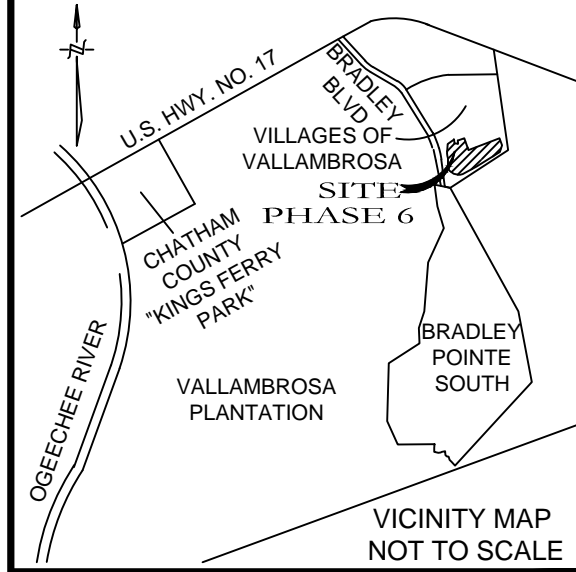 N
U.S. HWY. NO. 17
BRADLEY
BLVD
VILLAGES OF
VALLAMBROSA
SITE
PHASE 6
CHATHAM
COUNTY
"KINGS FERRY
PARK"
OGEECHEE RIVER
VALLAMBROSA
PLANTATION
BRADLEY
POINTE
SOUTH
VICINITY MAP
NOT TO SCALE